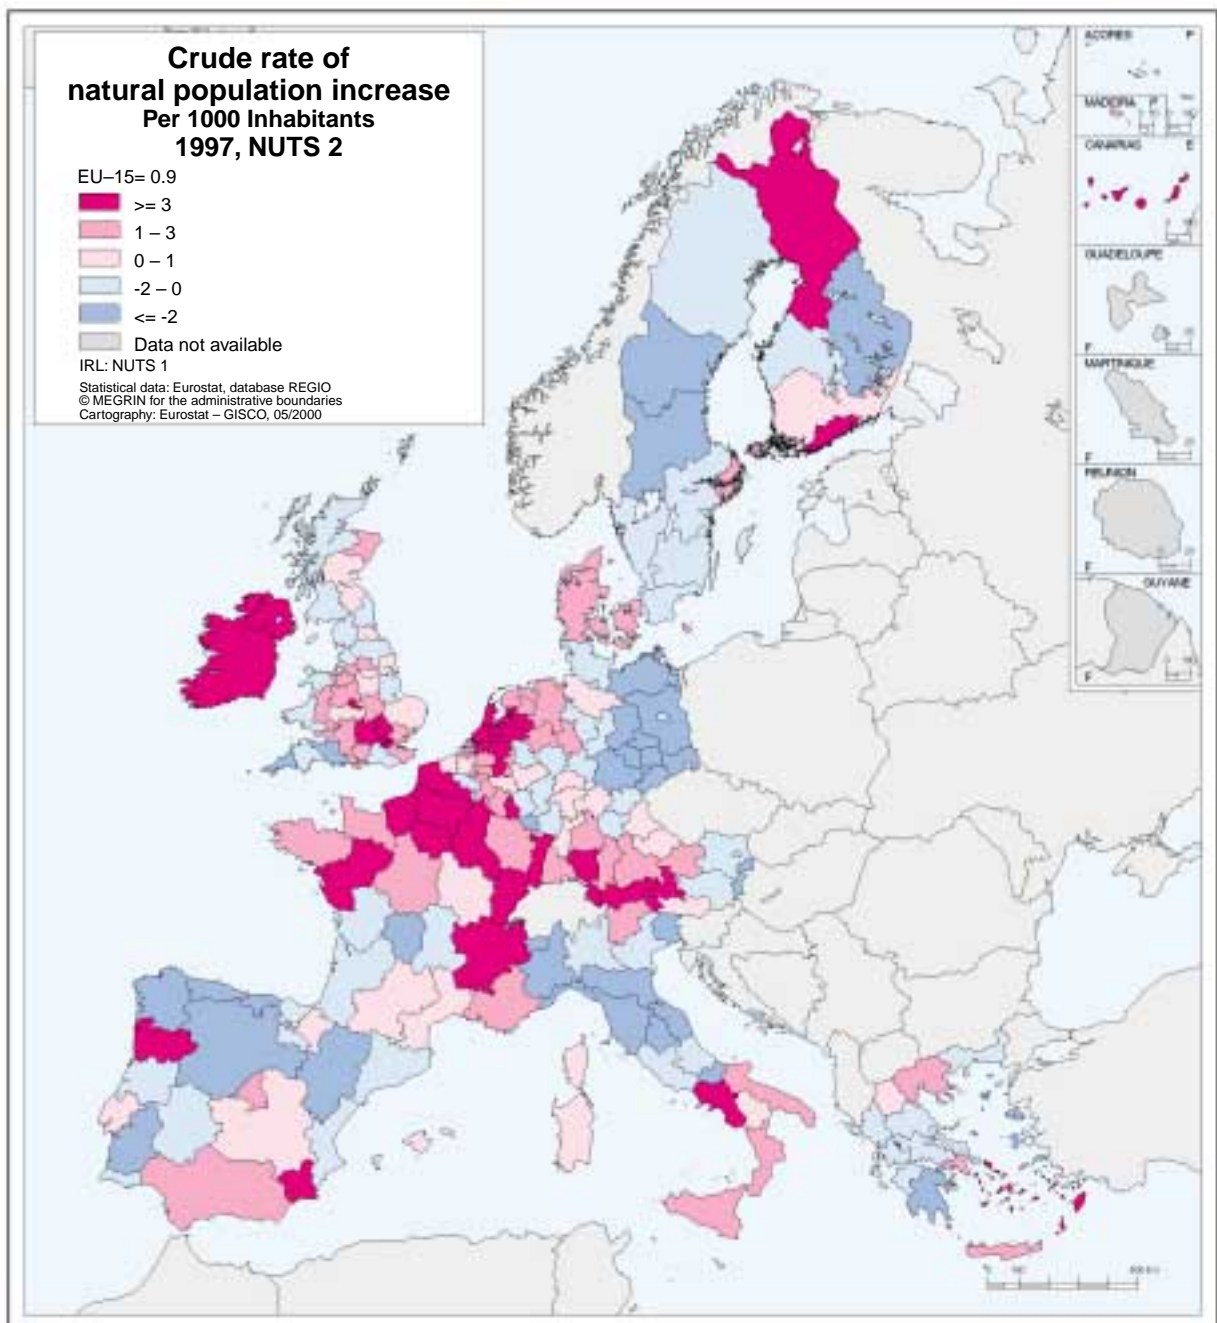 Crude rate of
natural population increase
Per 1000 Inhabitants
1997, NUTS 2
EU–15= 0.9
>= 3
1 – 3
0 – 1
-2 – 0
<= -2
Data not available
IRL: NUTS 1
Statistical data: Eurostat, database REGIO
© MEGRIN for the administrative boundaries
Cartography: Eurostat – GISCO, 05/2000
ACORES P
MADEIRA P
CANARIAS E
GUADELOUPE
F
MARTINIQUE
F
REUNION
F
GUYANE
F